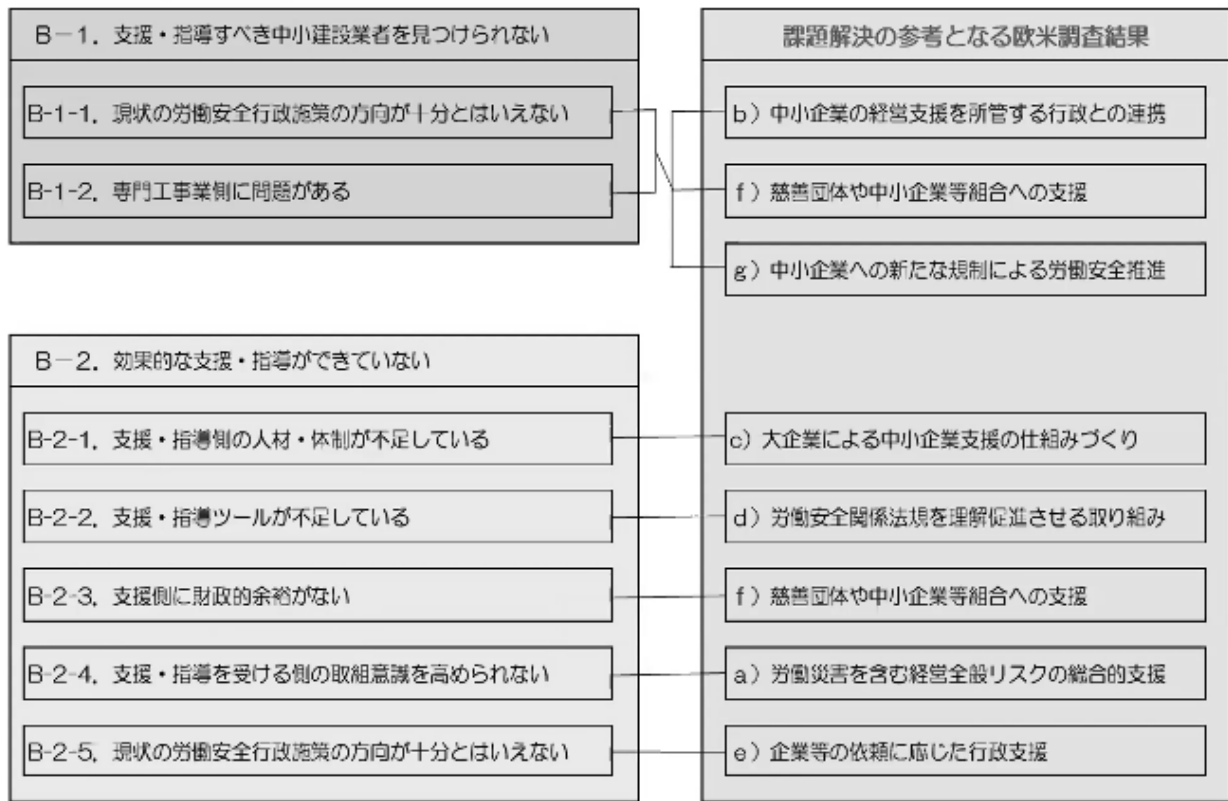 B－1．支援・指導すべき中小建設業者を見つけられない
B-1-1．現状の労働安全行政施策の方向が十分とはいえない
B-1-2．専門工事業側に問題がある
B－2．効果的な支援・指導ができていない
B-2-1．支援・指導側の人材・体制が不足している
B-2-2．支援・指導ツールが不足している
B-2-3．支援側に財政的余裕がない
B-2-4．支援・指導を受ける側の取組意識を高められない
B-2-5．現状の労働安全行政施策の方向が十分とはいえない
課題解決の参考となる欧米調査結果
b）中小企業の経営支援を所管する行政との連携
f）慈善団体や中小企業等組合への支援
g）中小企業への新たな規制による労働安全推進
c）大企業による中小企業支援の仕組みづくり
d）労働安全関係法規を理解促進させる取り組み
f）慈善団体や中小企業等組合への支援
a）労働災害を含む経営全般リスクの総合的支援
e）企業等の依頼に応じた行政支援